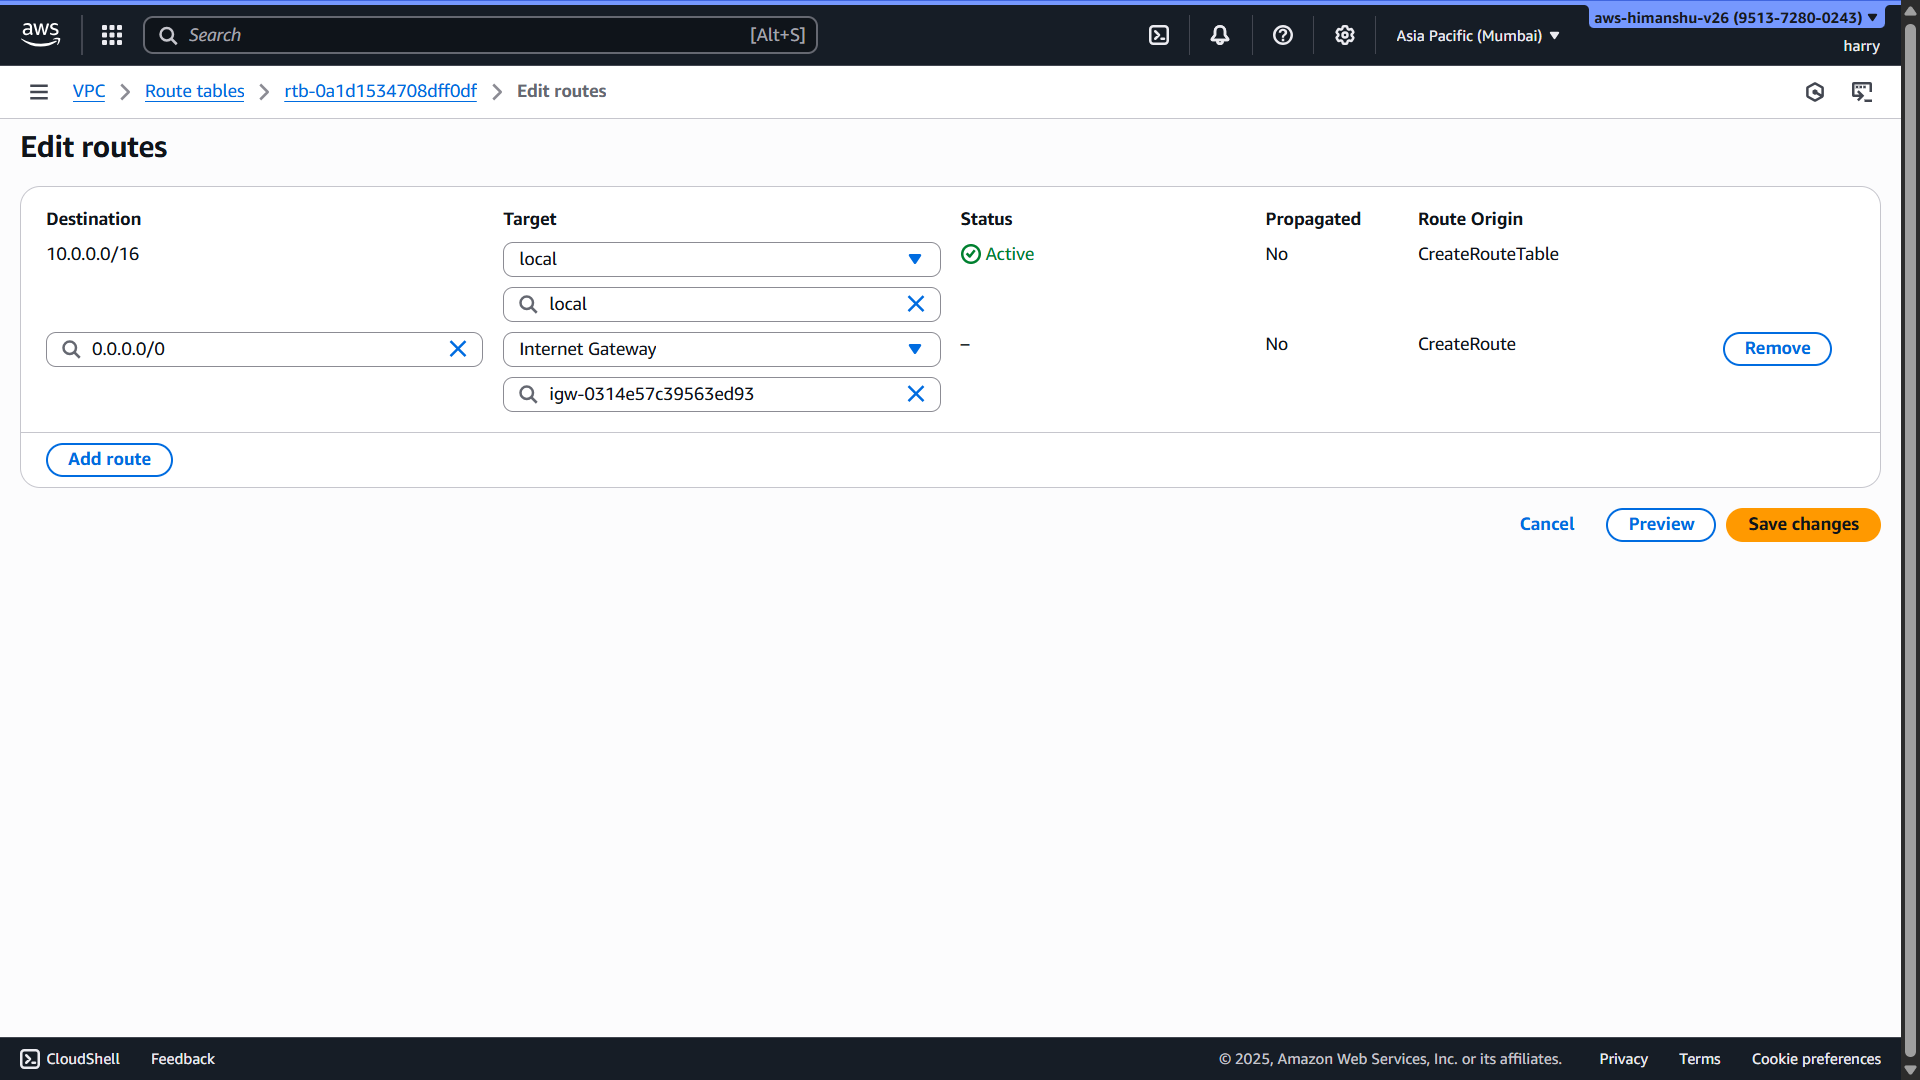 aws
Search [Alt+S]
Asia Pacific (Mumbai)
aws-himanshu-v26 (9513-7280-0243)
harry
VPC
Route tables
rtb-0a1d1534708dff0df
Edit routes
Edit routes
Destination Target Status Propagated Route Origin
10.0.0.0/16 local Active No CreateRouteTable
local
0.0.0.0/0 Internet Gateway – No CreateRoute Remove
igw-0314e57c39563ed93
Add route
Cancel Preview Save changes
CloudShell Feedback © 2025, Amazon Web Services, Inc. or its affiliates. Privacy Terms Cookie preferences